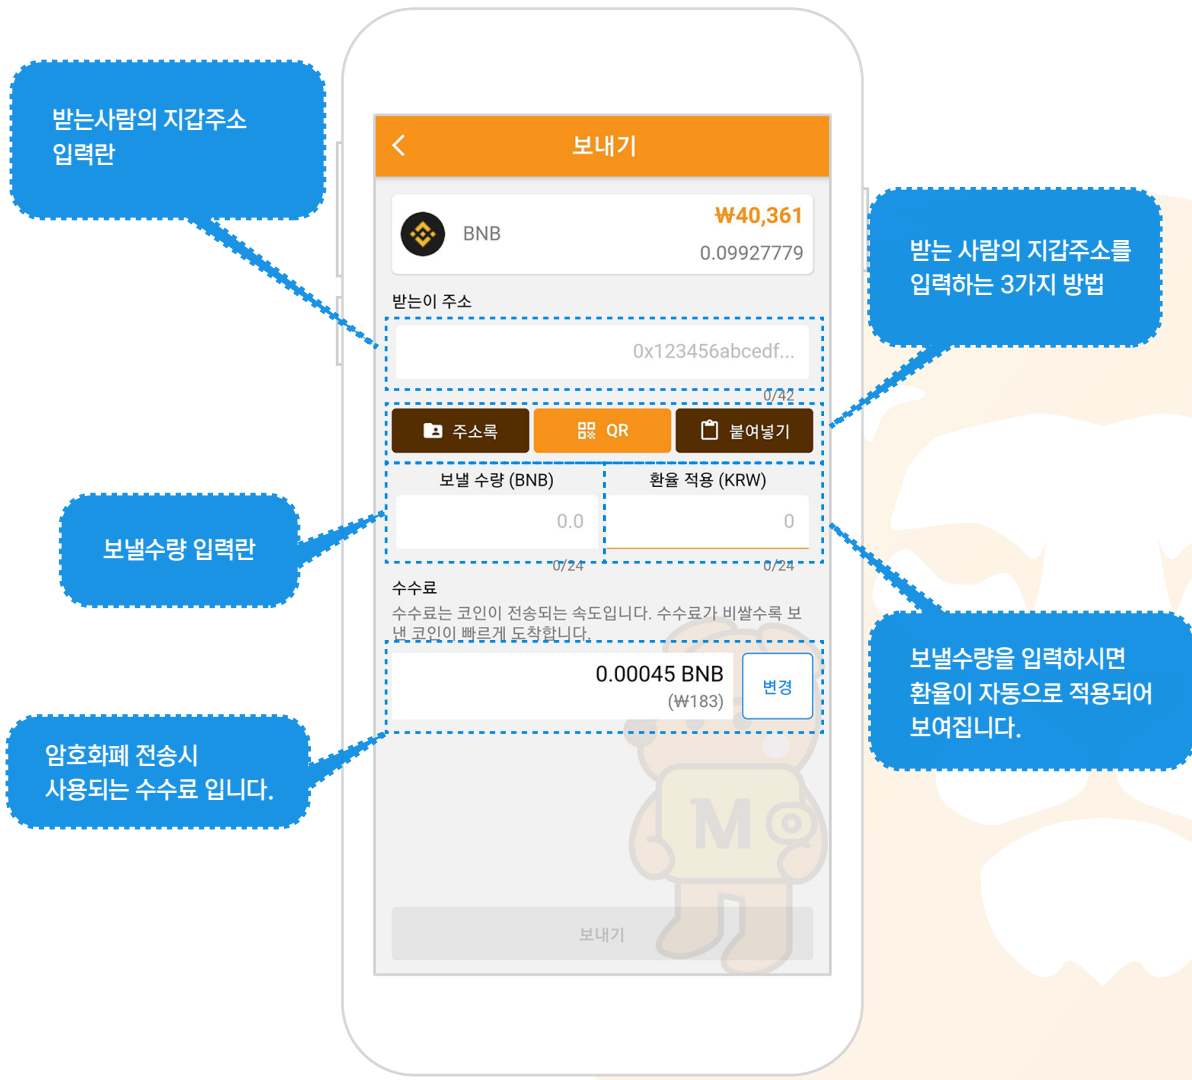 받는사람의 지갑주소
입력란
보내기
BNB
₩40,361
0.09927779
받는 사람의 지갑주소를
입력하는 3가지 방법
받는이 주소
0x123456abcedf...
0/42
주소록
QR
붙여넣기
보낼 수량 (BNB)
환율 적용 (KRW)
0.0
0
0/24
0/24
보낼수량 입력란
수수료
수수료는 코인이 전송되는 속도입니다. 수수료가 비쌀수록 보
낸 코인이 빠르게 도착합니다.
0.00045 BNB
(₩183)
변경
보낼수량을 입력하시면
환율이 자동으로 적용되어
보여집니다.
암호화폐 전송시
사용되는 수수료 입니다.
M
보내기